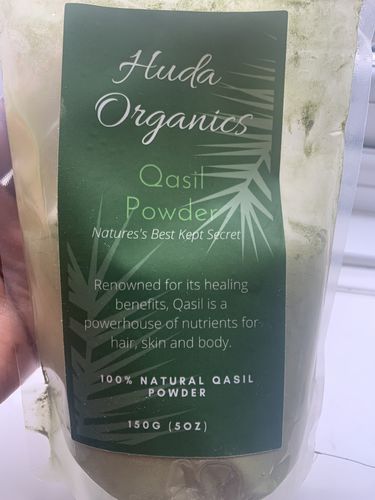 Huda
Organics
Qasil
Powder
Natures's Best Kept Secret
Renowned for its healing
benefits, Qasil is a
powerhouse of nutrients for
hair, skin and body.
100% NATURAL QASIL
POWDER
150G (5OZ)